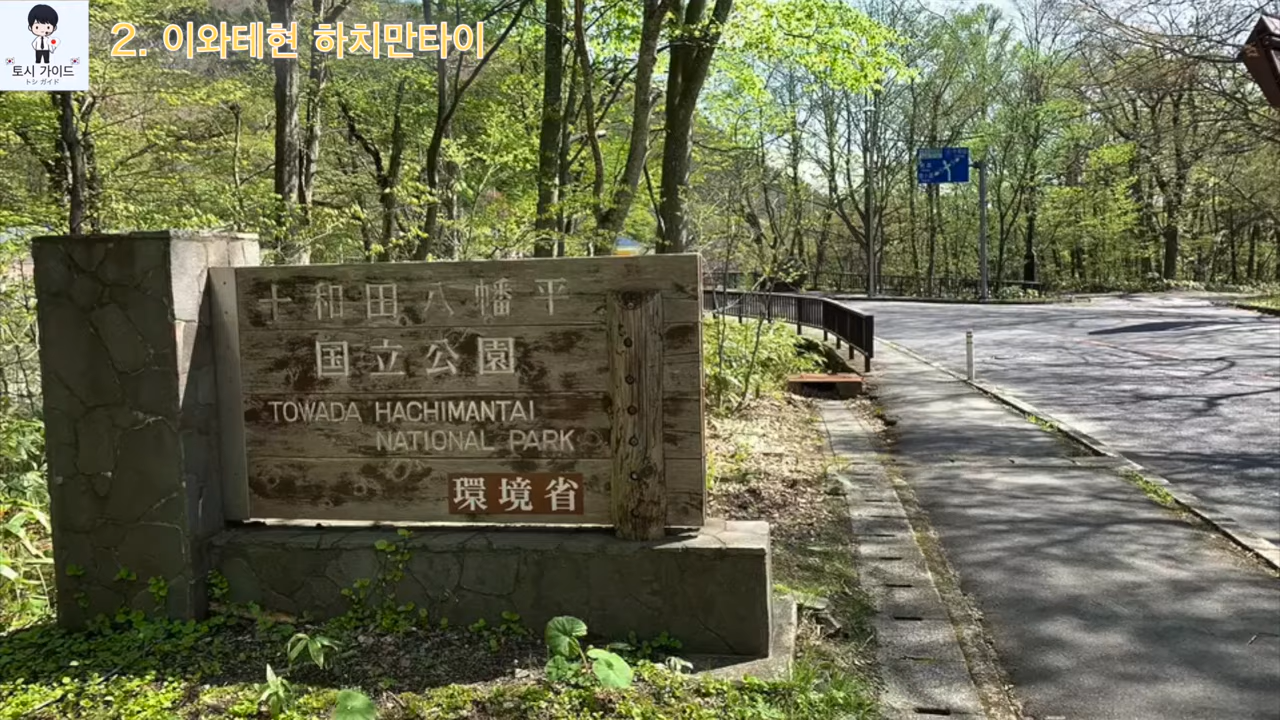 2. 이와테현 하치만타이
토시 가이드
トシ ガイド
十和田八幡平
国立公園
TOWADA HACHIMANTAI
NATIONAL PARK
環境省